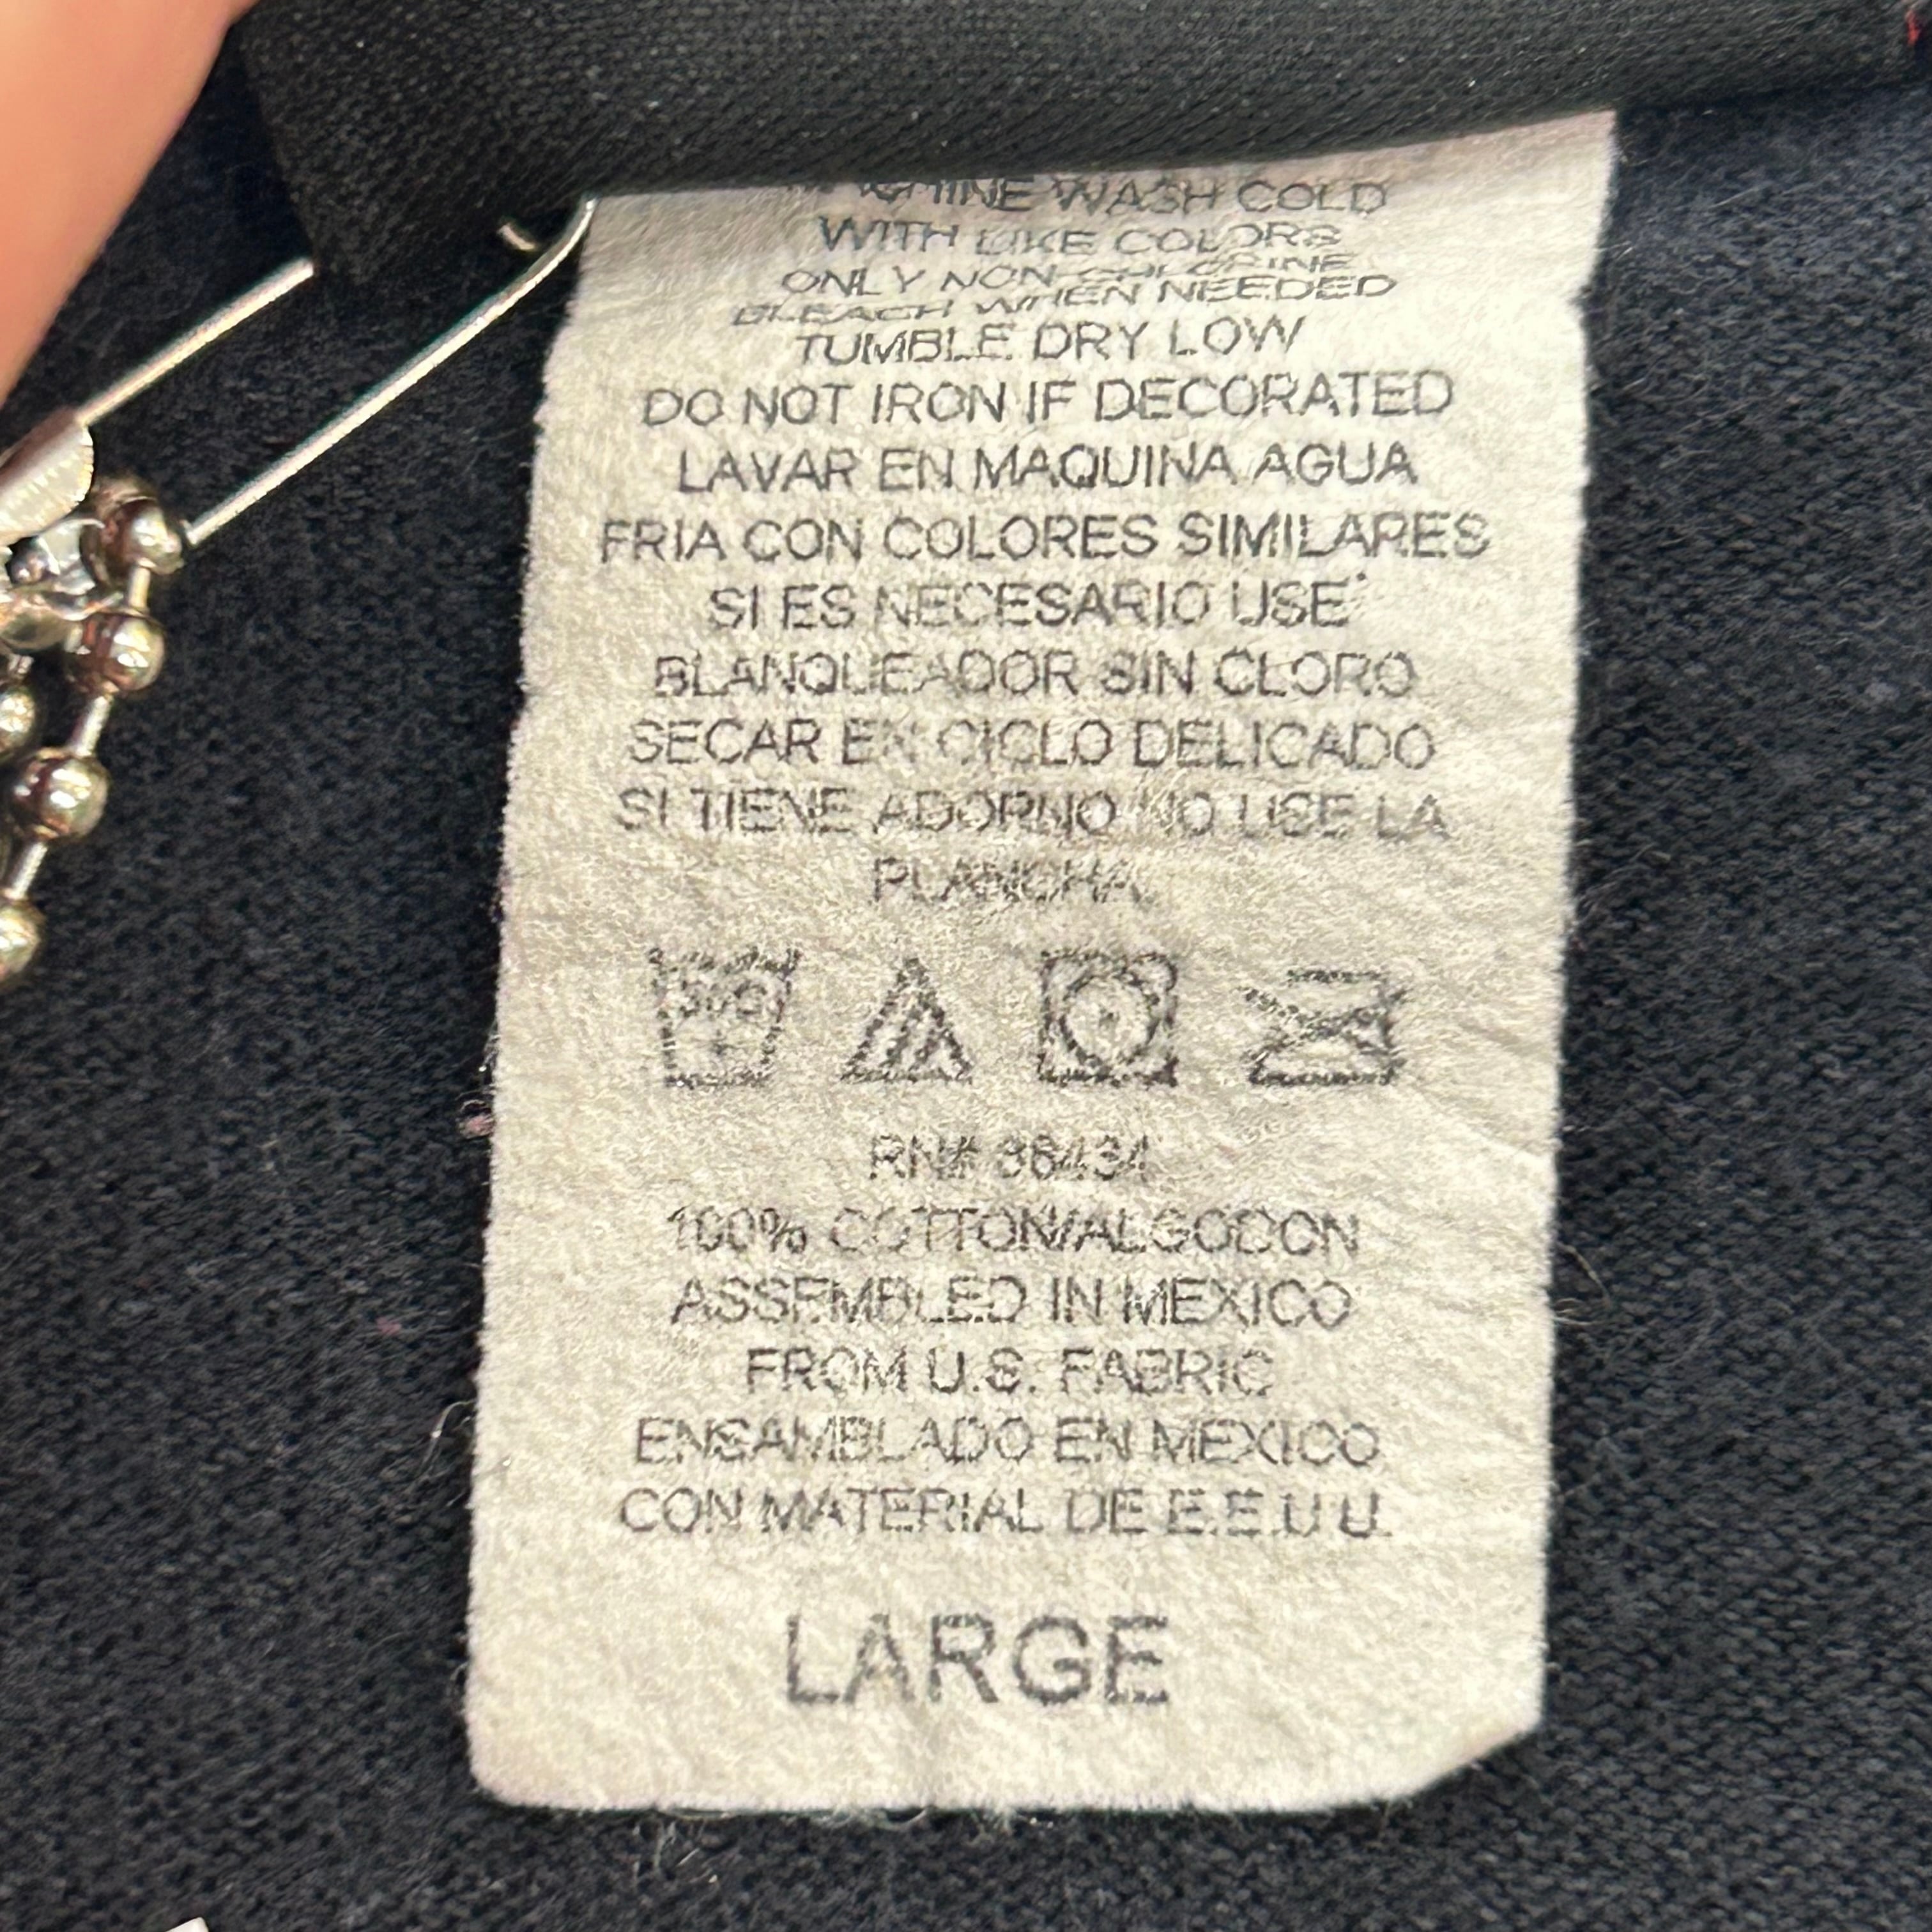 WASH COLD
WITH LIKE COLORS
ONLY NON-CHLORINE
BLEACH WHEN NEEDED
TUMBLE DRY LOW
DO NOT IRON IF DECORATED
LAVAR EN MAQUINA AGUA
FRIA CON COLORES SIMILARES
SI ES NECESARIO USE
BLANQUEADOR SIN CLORO
SECAR EN CICLO DELICADO
SI TIENE ADORNO NO USE LA
PLANCHA.
RN# 36434
100% COTTON/ALGODON
ASSEMBLED IN MEXICO
FROM U.S. FABRIC
ENSAMBLADO EN MEXICO
CON MATERIAL DE E.E.U.U.
LARGE